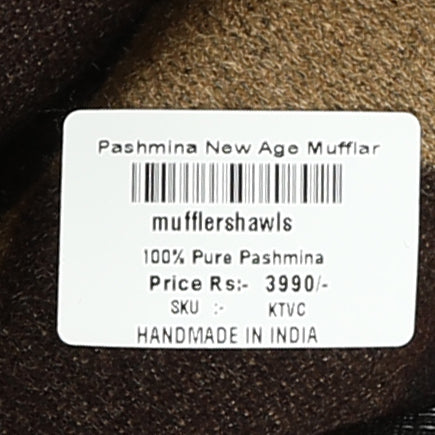 Pashmina New Age Mufflar
mufflershawls
100% Pure Pashmina
Price Rs:- 3990/-
SKU :- KTVC
HANDMADE IN INDIA